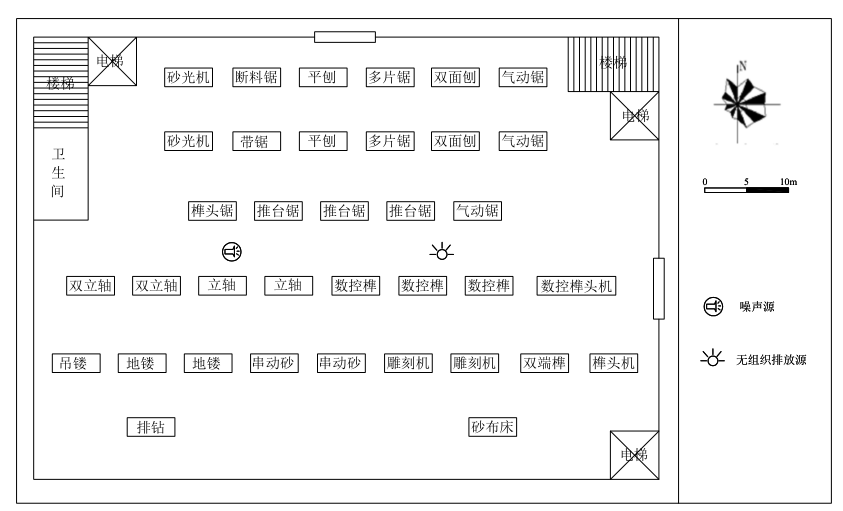 电梯
楼梯
砂光机 断料锯 平刨 多片锯 双面刨 气动锯
楼梯
电梯
砂光机 带锯 平刨 多片锯 双面刨 气动锯
卫生间
榫头锯 推台锯 推台锯 推台锯 气动锯
双立轴 双立轴 立轴 立轴 数控榫 数控榫 数控榫 数控榫头机
吊镂 地镂 地镂 串动砂 串动砂 雕刻机 雕刻机 双端榫 榫头机
排钻 砂布床
电梯
N
0 5 10m
噪声源
无组织排放源